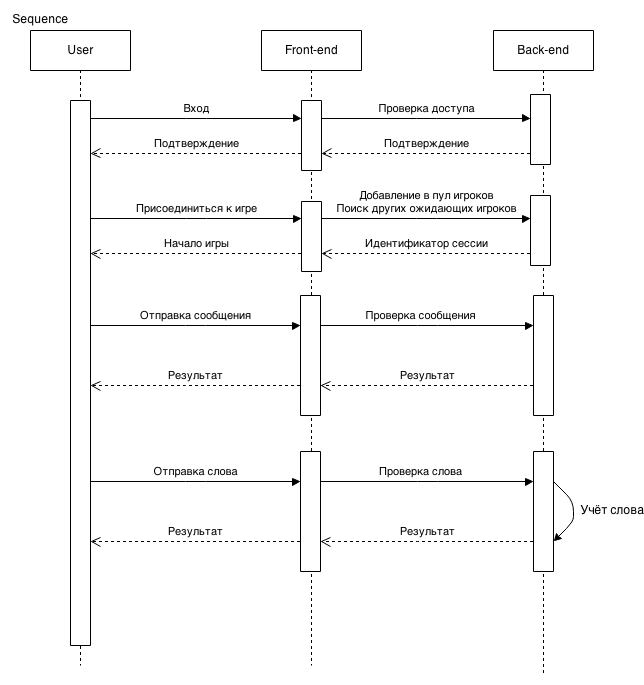 Sequence
User
Front-end
Back-end
Вход
Проверка доступа
Подтверждение
Подтверждение
Присоединиться к игре
Добавление в пул игроков
Поиск других ожидающих игроков
Начало игры
Идентификатор сессии
Отправка сообщения
Проверка сообщения
Результат
Результат
Отправка слова
Проверка слова
Учёт слова
Результат
Результат